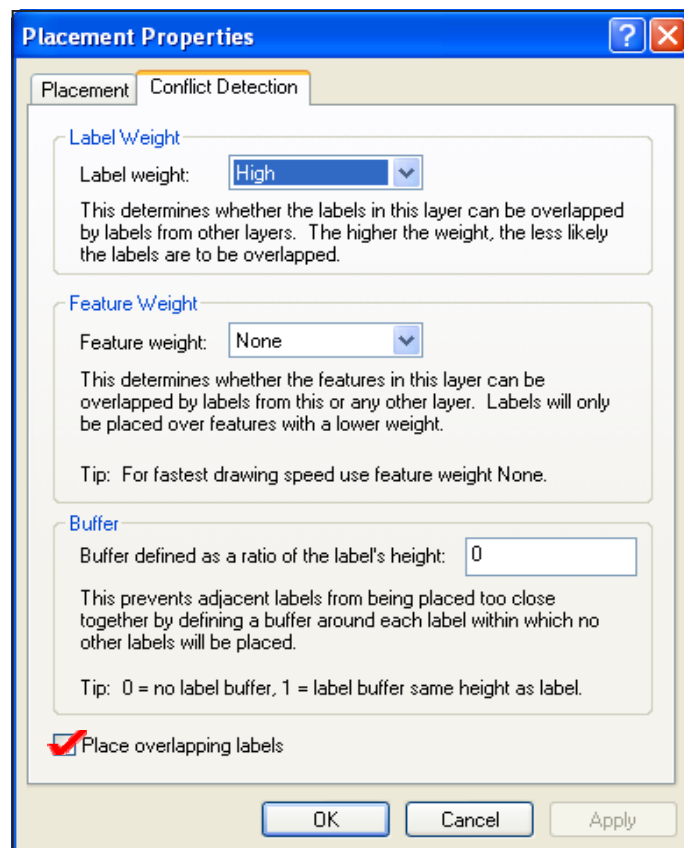 Placement Properties
Placement
Conflict Detection
Label Weight
Label weight:
High
This determines whether the labels in this layer can be overlapped
by labels from other layers. The higher the weight, the less likely
the labels are to be overlapped.
Feature Weight
Feature weight:
None
This determines whether the features in this layer can be
overlapped by labels from this or any other layer. Labels will only
be placed over features with a lower weight.
Tip: For fastest drawing speed use feature weight None.
Buffer
Buffer defined as a ratio of the label's height:
0
This prevents adjacent labels from being placed too close
together by defining a buffer around each label within which no
other labels will be placed.
Tip: 0 = no label buffer, 1 = label buffer same height as label.
Place overlapping labels
OK
Cancel
Apply